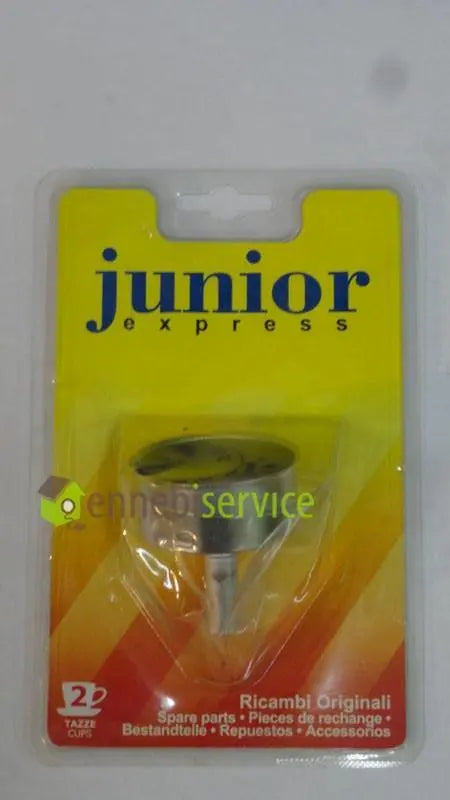 junior
express
ennebiservice
2
TAZZE
CUPS
Ricambi Originali
Spare parts • Pieces de rechange •
Bestandteile • Repuestos • Accessorios